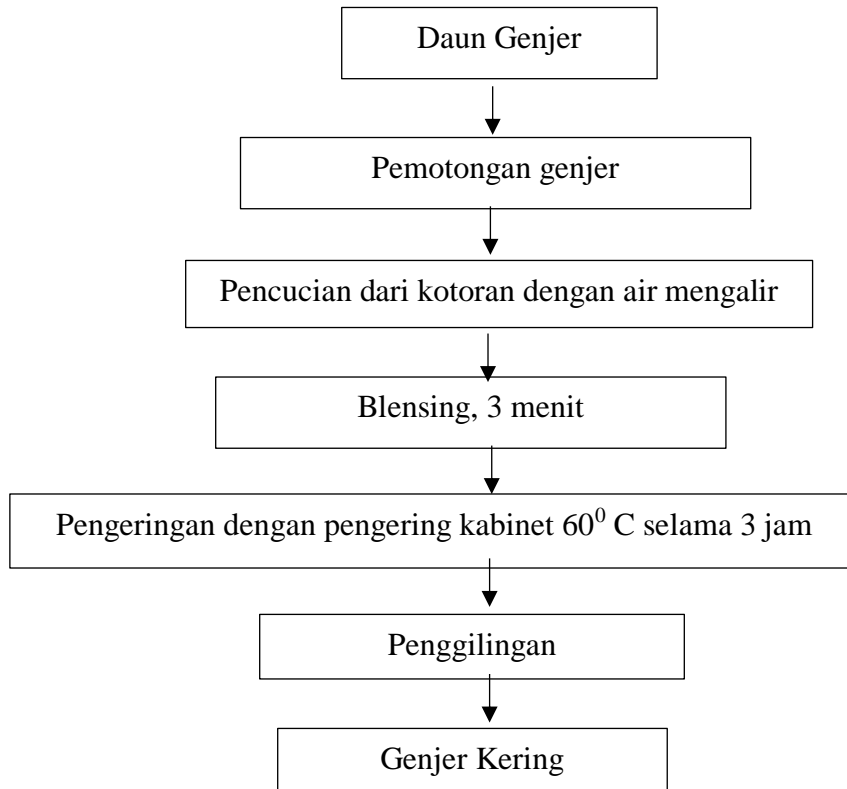 Daun Genjer
Pemotongan genjer
Pencucian dari kotoran dengan air mengalir
Blensing, 3 menit
Pengeringan dengan pengering kabinet 60⁰ C selama 3 jam
Penggilingan
Genjer Kering